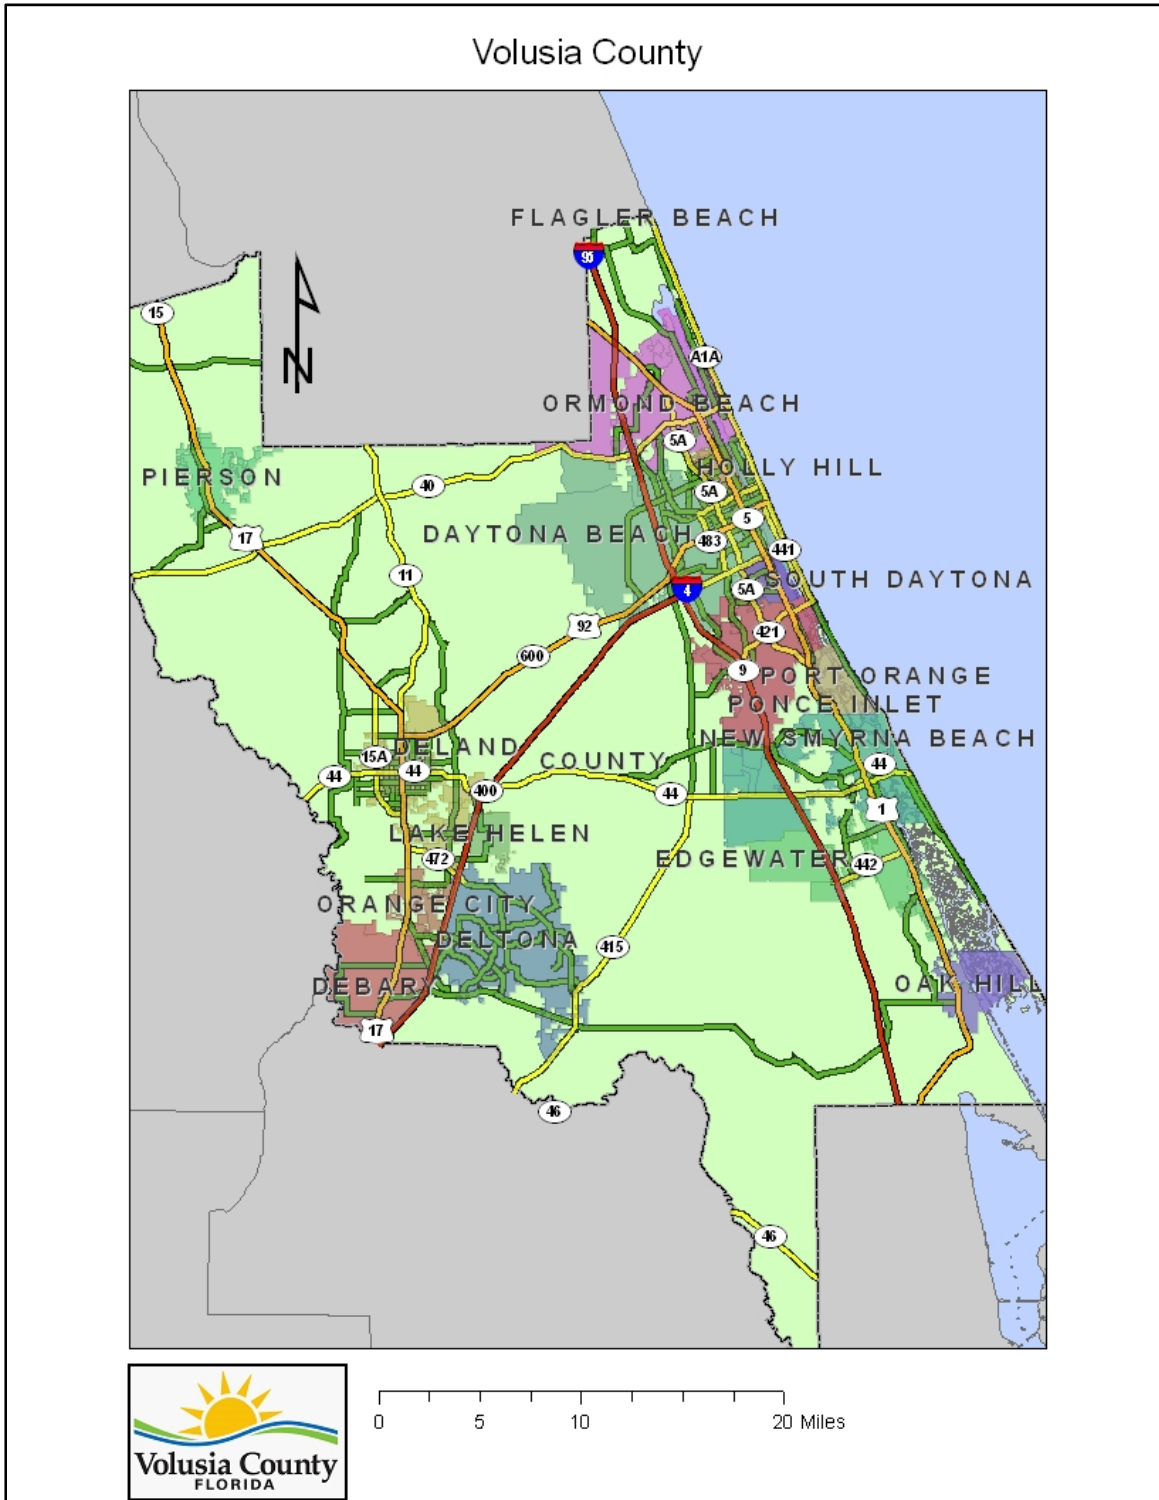 Volusia County
FLAGLER BEACH
95
N
15
A1A
ORMOND BEACH
5A
HOLLY HILL
PIERSON
40
5A
5
17
DAYTONA BEACH
483
441
11
4
5A
SOUTH DAYTONA
92
421
600
9
PORT ORANGE
PONCE INLET
NEW SMYRNA BEACH
DELAND
15A
COUNTY
44
44
44
400
44
1
LAKE HELEN
472
EDGEWATER
442
ORANGE CITY
DELTONA
415
DEBARY
OAK HILL
17
46
46
0
5
10
20 Miles
Volusia County
FLORIDA